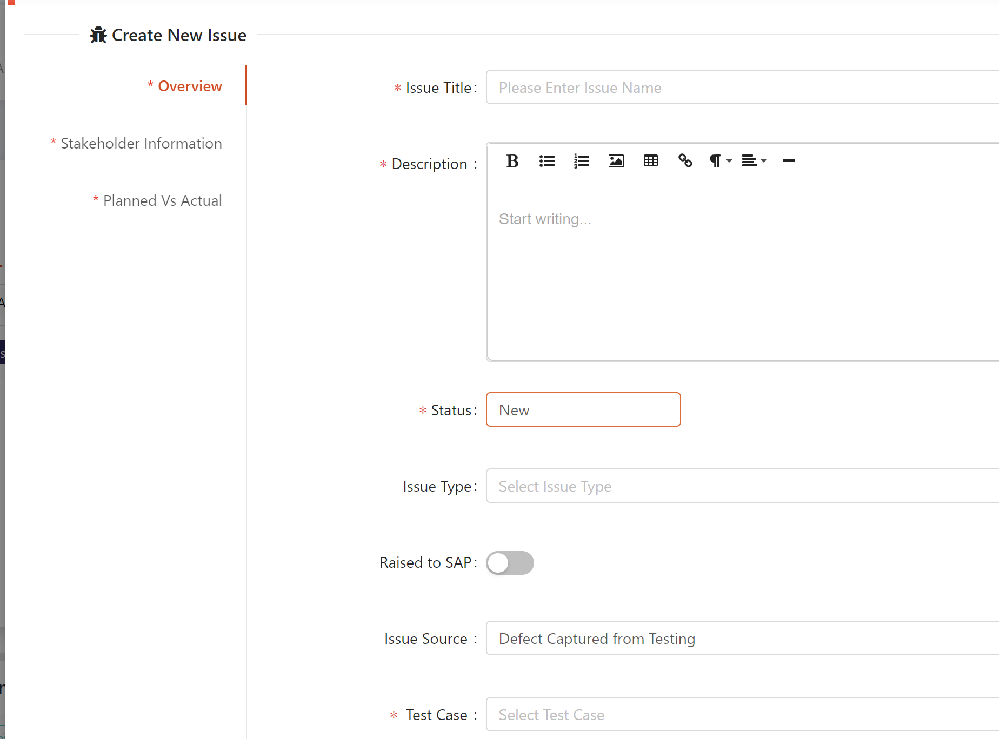 Create New Issue
* Overview
* Stakeholder Information
* Planned Vs Actual
* Issue Title:
Please Enter Issue Name
* Description :
Start writing...
* Status:
New
Issue Type:
Select Issue Type
Raised to SAP:
Issue Source :
Defect Captured from Testing
* Test Case :
Select Test Case